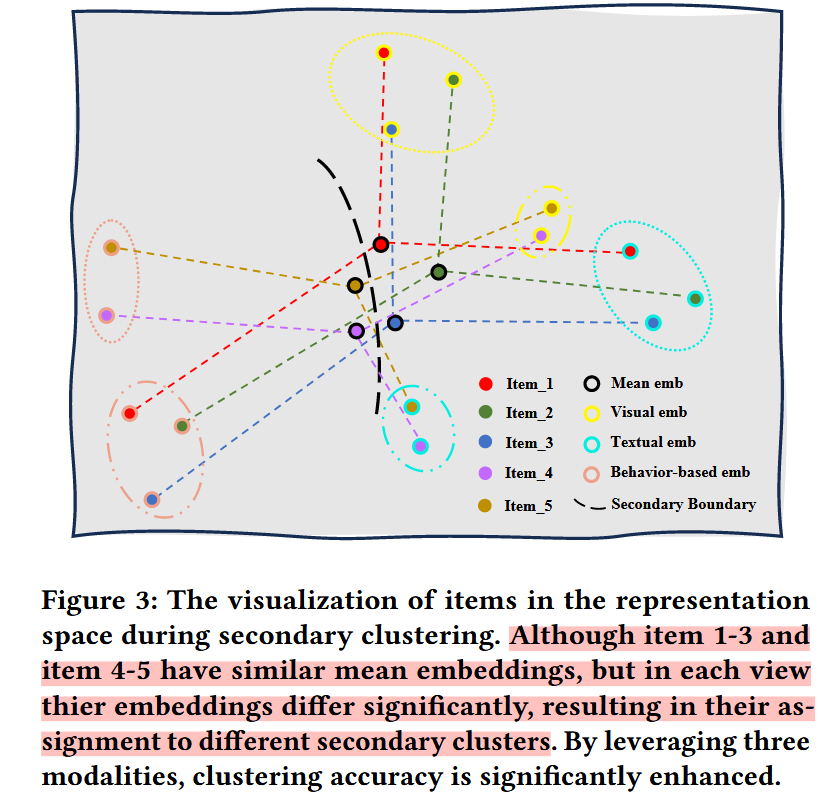 Item_1 Mean emb
Item_2 Visual emb
Item_3 Textual emb
Item_4 Behavior-based emb
Item_5 Secondary Boundary
Figure 3: The visualization of items in the representation
space during secondary clustering. Although item 1-3 and
item 4-5 have similar mean embeddings, but in each view
thier embeddings differ significantly, resulting in their as-
signment to different secondary clusters. By leveraging three
modalities, clustering accuracy is significantly enhanced.